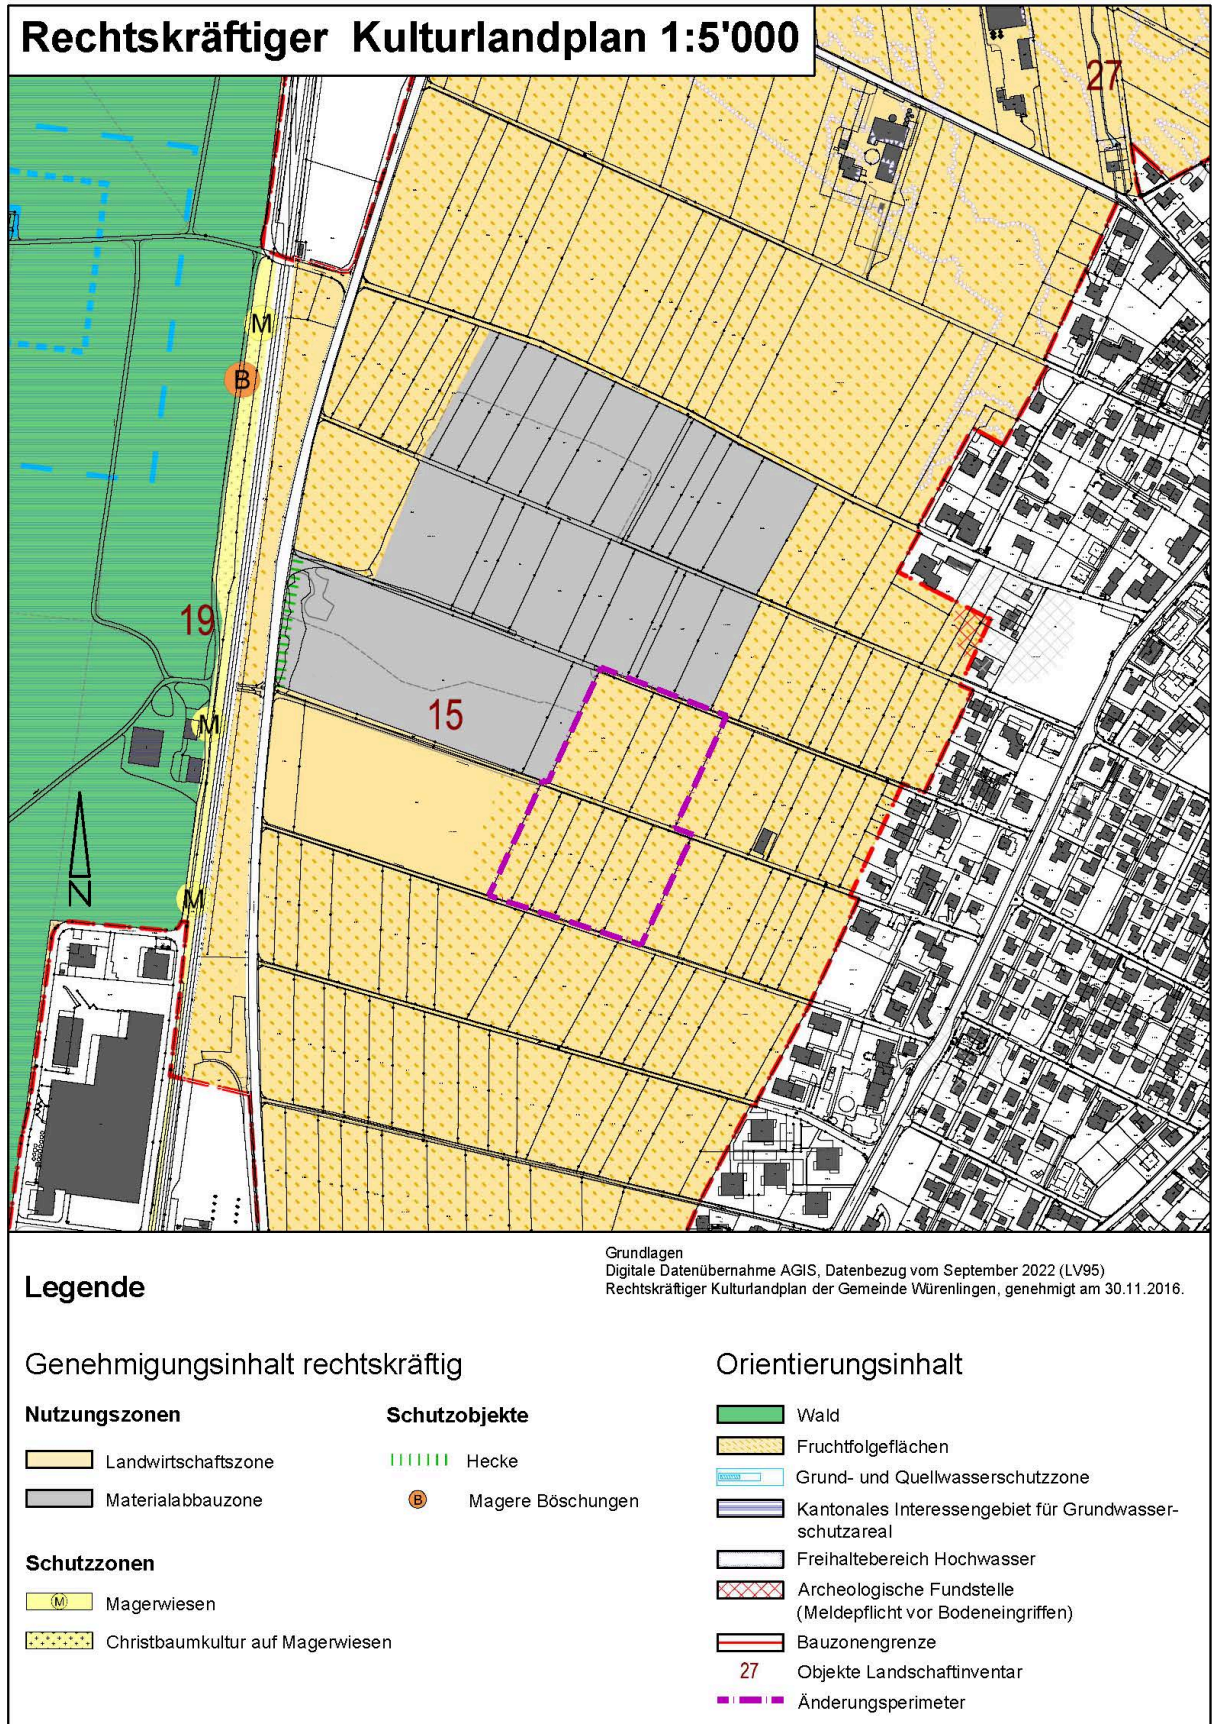 Rechtskräftiger Kulturlandplan 1:5'000
27
M
B
19
15
M
N
M
Grundlagen
Digitale Datenübernahme AGIS, Datenbezug vom September 2022 (LV95)
Rechtskräftiger Kulturlandplan der Gemeinde Würenlingen, genehmigt am 30.11.2016.
Legende
Genehmigungsinhalt rechtskräftig
Nutzungszonen
Landwirtschaftszone
Materialabbauzone
Schutzzonen
M Magerwiesen
Christbaumkultur auf Magerwiesen
Schutzobjekte
Hecke
B Magere Böschungen
Orientierungsinhalt
Wald
Fruchtfolgeflächen
Grund- und Quellwasserschutzzone
Kantonales Interessengebiet für Grundwasser-
schutzareal
Freihaltebereich Hochwasser
Archeologische Fundstelle
(Meldepflicht vor Bodeneingriffen)
Bauzonengrenze
27 Objekte Landschaftinventar
Änderungsperimeter